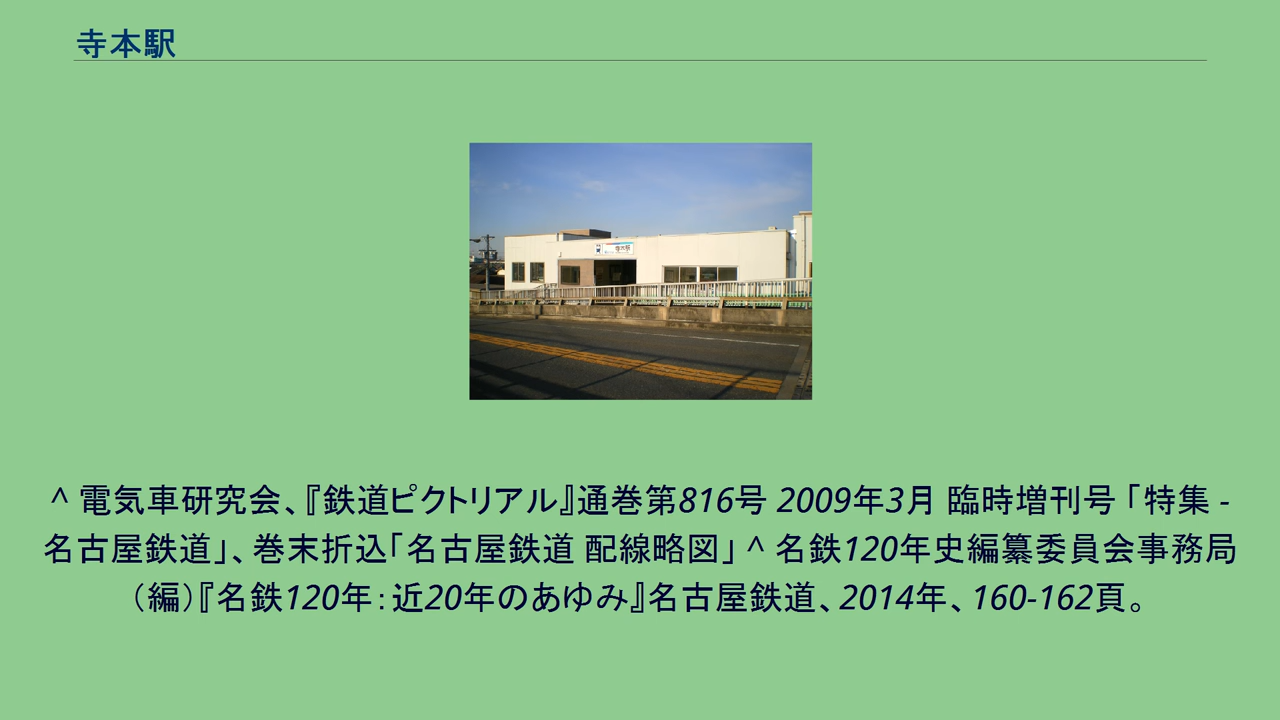 寺本駅
寺本駅
^ 電気車研究会、『鉄道ピクトリアル』通巻第816号 2009年3月 臨時増刊号 「特集 -
名古屋鉄道」、巻末折込「名古屋鉄道 配線略図」 ^ 名鉄120年史編纂委員会事務局
（編）『名鉄120年：近20年のあゆみ』名古屋鉄道、2014年、160-162頁。